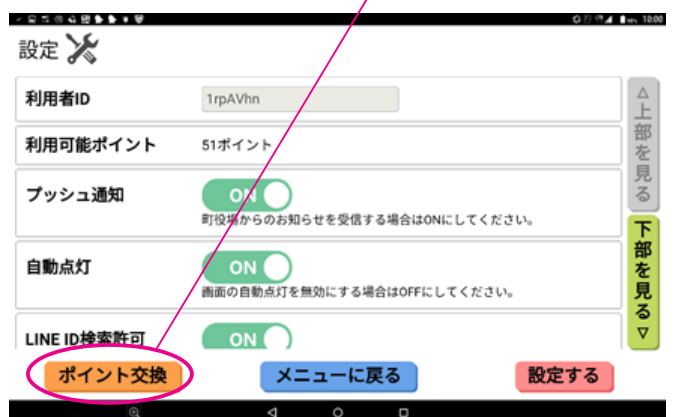 10:00
設定
利用者ID
1rpAVhn
利用可能ポイント
51ポイント
プッシュ通知
ON
町役場からのお知らせを受信する場合はONにしてください。
自動点灯
ON
画面の自動点灯を無効にする場合はOFFにしてください。
LINE ID検索許可
ON
△上部を見る
下部を見る▽
ポイント交換
メニューに戻る
設定する